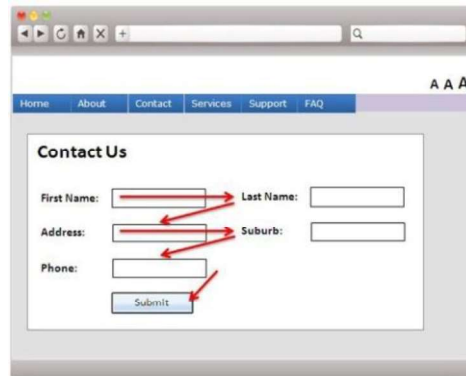 A A A
Home About Contact Services Support FAQ
Contact Us
First Name: Last Name:
Address: Suburb:
Phone:
Submit